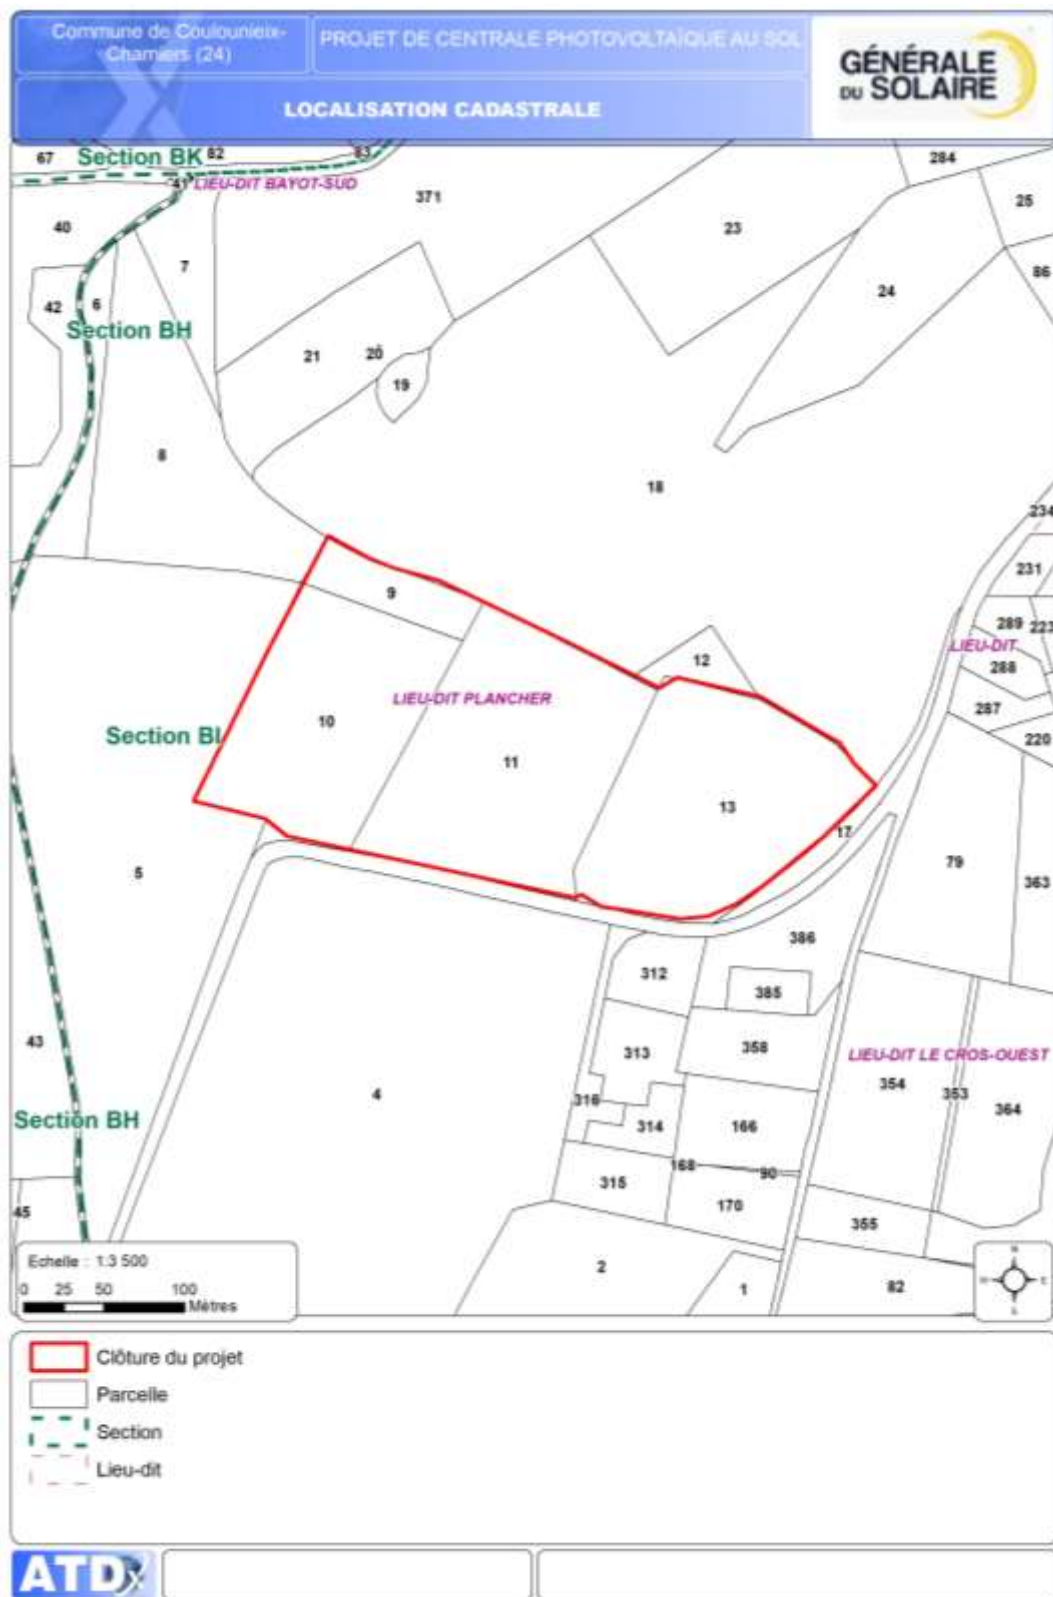 Commune de Coulounieix-
Chamiers (24)
PROJET DE CENTRALE PHOTOVOLTAÏQUE AU SOL
LOCALISATION CADASTRALE
GÉNÉRALE
DU SOLAIRE
67
Section BK
82
83
284
41
LIEU-DIT BAYOT-SUD
371
25
40
23
7
86
42
6
24
Section BH
21
20
19
8
18
234
231
9
289
223
LIEU-DIT
12
288
LIEU-DIT PLANCHER
287
10
Section BI
220
11
13
17
79
5
363
386
312
385
43
313
358
LIEU-DIT LE CROS-OUEST
354
353
364
4
316
Section BH
314
166
168
90
315
170
45
355
2
1
82
Echelle : 1:3 500
0 25 50 100
Mètres
N
E
Clôture du projet
Parcelle
Section
Lieu-dit
ATDx